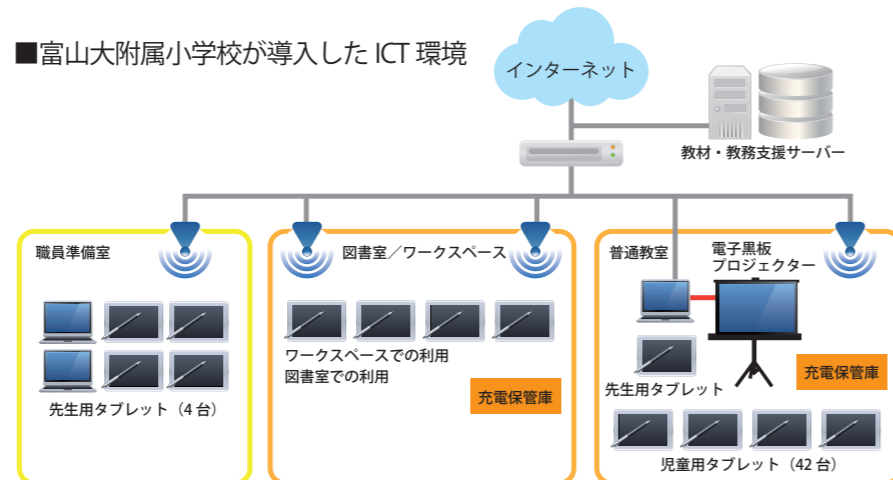 ■富山大附属小学校が導入した ICT 環境
インターネット
教材・教務支援サーバー
職員準備室
先生用タブレット（4 台）
図書室／ワークスペース
ワークスペースでの利用
図書室での利用
充電保管庫
普通教室
電子黒板
プロジェクター
先生用タブレット
充電保管庫
児童用タブレット（42 台）